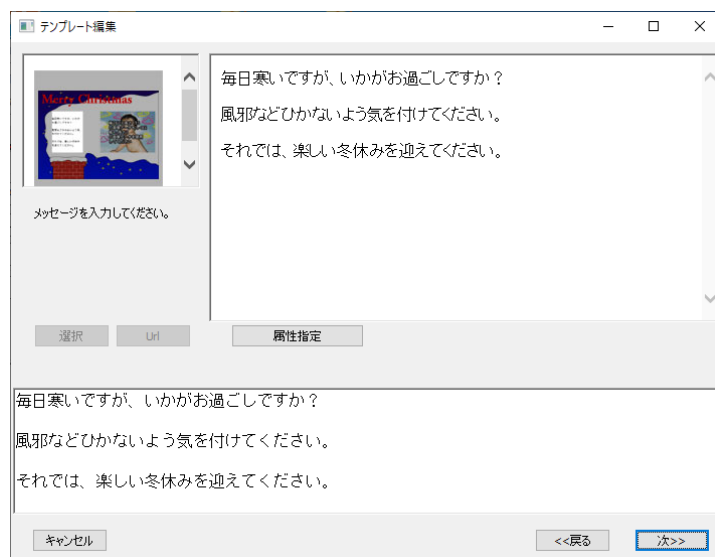 テンプレート編集
Merry Christmas
毎日寒いですが、いかがお過ごしですか？
風邪などひかないよう気を付けてください。
それでは、楽しい冬休みを迎えてください。
メッセージを入力してください。
選択
Url
属性指定
毎日寒いですが、いかがお過ごしですか？
風邪などひかないよう気を付けてください。
それでは、楽しい冬休みを迎えてください。
キャンセル
<<戻る
次>>